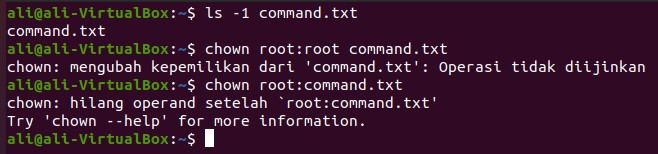 ali@ali-VirtualBox:~$ ls -1 command.txt
command.txt
ali@ali-VirtualBox:~$ chown root:root command.txt
chown: mengubah kepemilikan dari 'command.txt': Operasi tidak diijinkan
ali@ali-VirtualBox:~$ chown root:command.txt
chown: hilang operand setelah `root:command.txt'
Try 'chown --help' for more information.
ali@ali-VirtualBox:~$